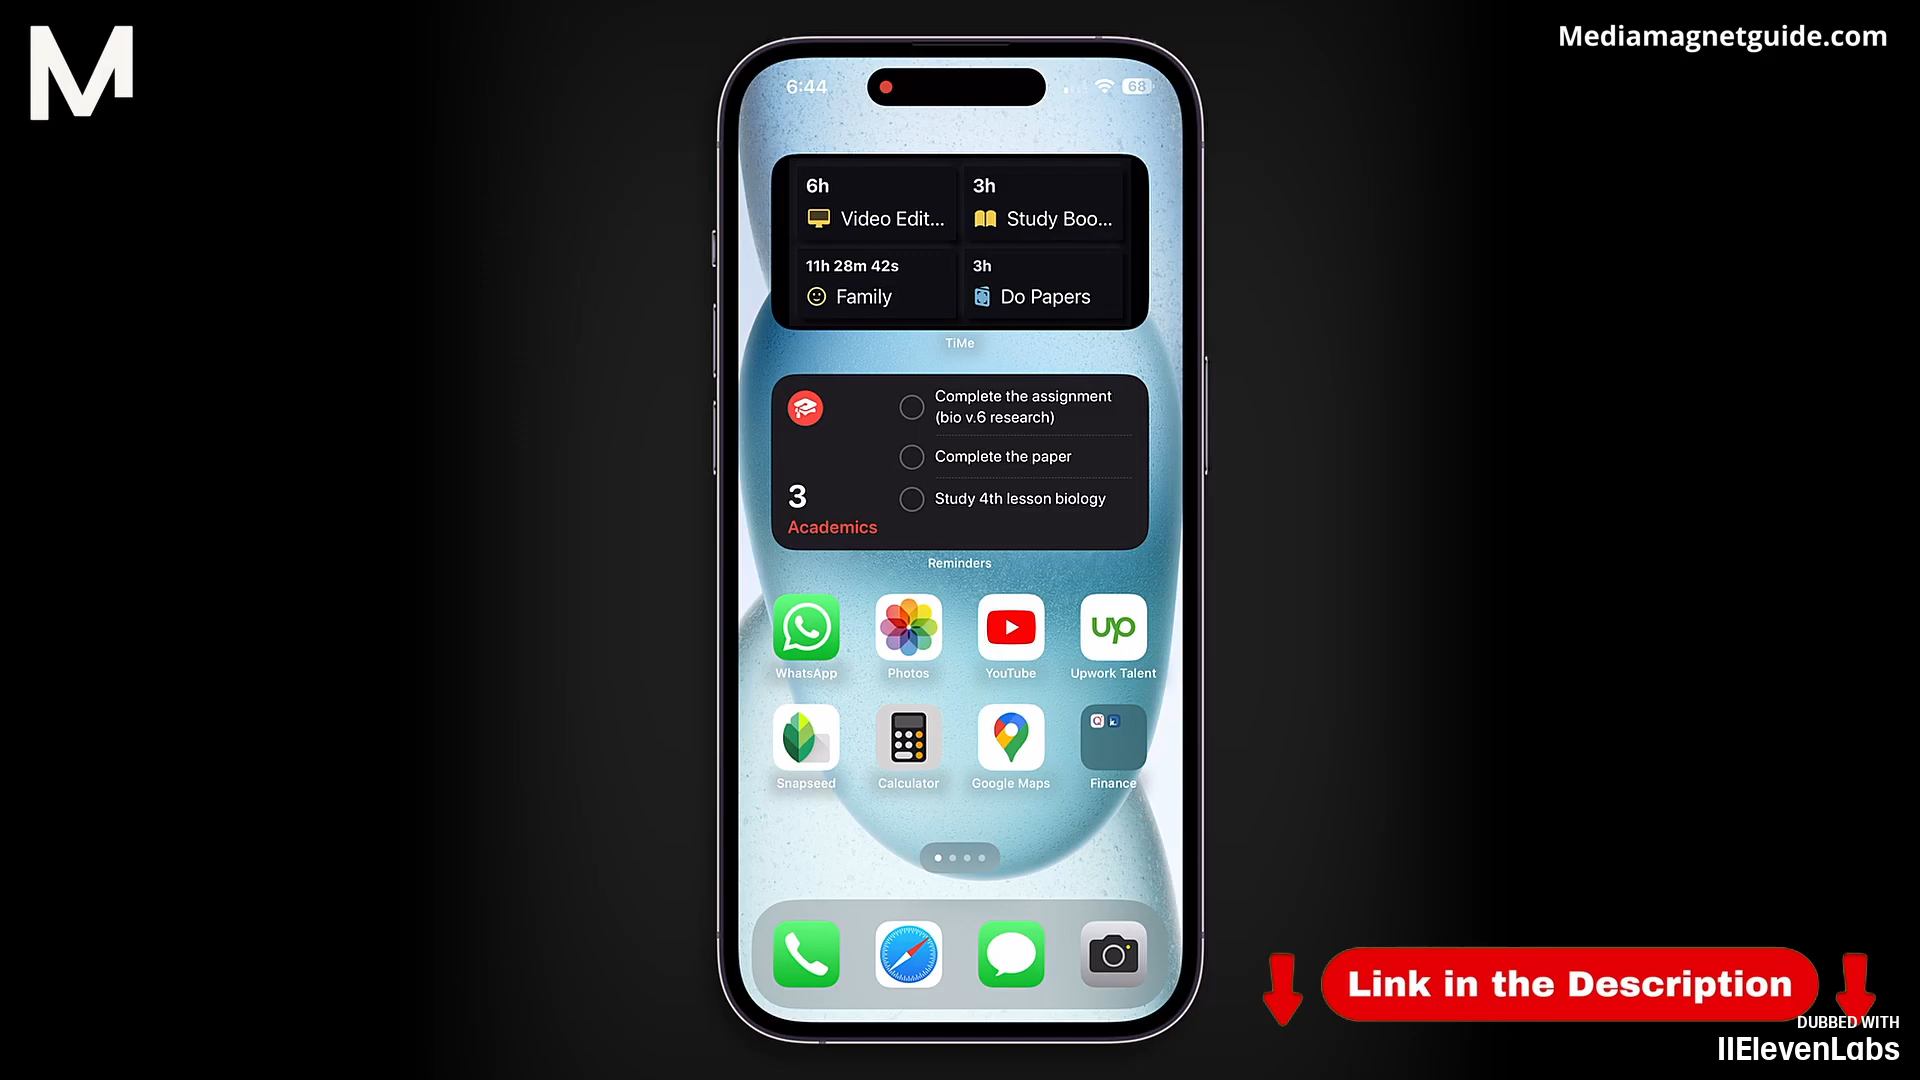 M
Mediamagnetguide.com
6:44
68
6h
Video Edit...
3h
Study Boo...
11h 28m 42s
Family
3h
Do Papers
TiMe
Complete the assignment
(bio v.6 research)
Complete the paper
Study 4th lesson biology
3
Academics
Reminders
WhatsApp
Photos
YouTube
up
Upwork Talent
Snapseed
Calculator
Google Maps
Finance
Link in the Description
DUBBED WITH
IIElevenLabs